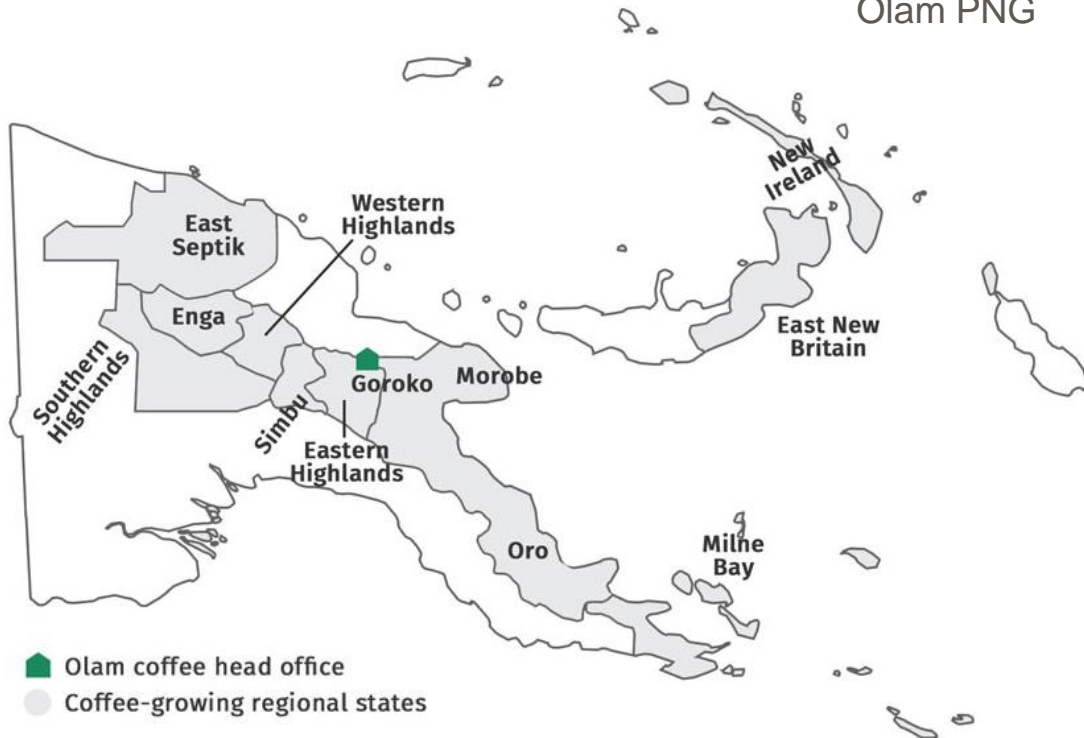 Olam PNG
New
Ireland
Western
Highlands
East
Septik
Enga
East New
Britain
Southern
Highlands
Goroko
Morobe
Simbu
Eastern
Highlands
Oro
Milne
Bay
Olam coffee head office
Coffee-growing regional states